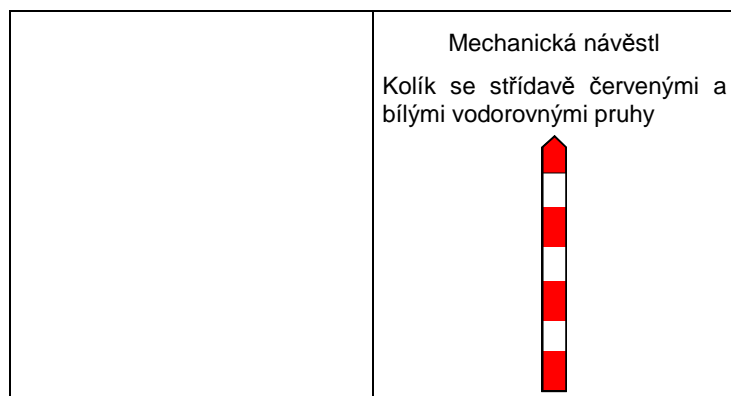 Mechanická návěstl
Kolík se střídavě červenými a
bílými vodorovnými pruhy